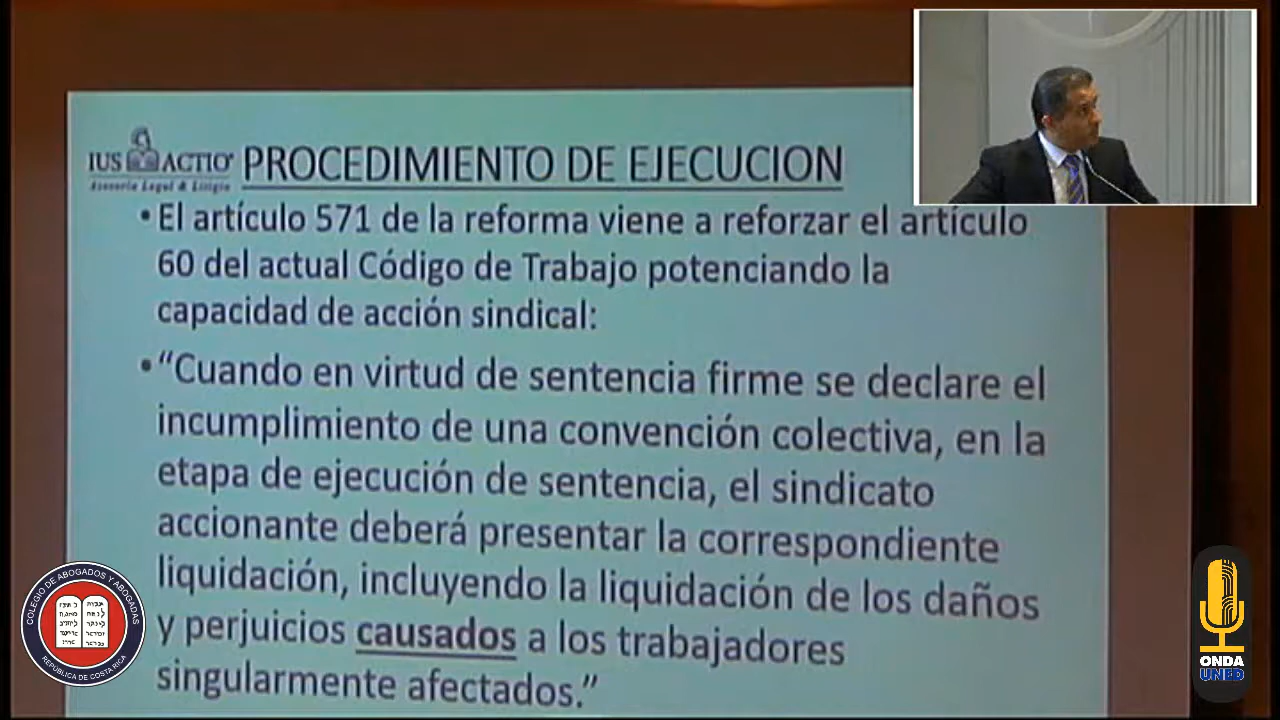 IUS ACTIO
Asesoría Legal & Litigio
PROCEDIMIENTO DE EJECUCION
• El artículo 571 de la reforma viene a reforzar el artículo
60 del actual Código de Trabajo potenciando la
capacidad de acción sindical:
• “Cuando en virtud de sentencia firme se declare el
incumplimiento de una convención colectiva, en la
etapa de ejecución de sentencia, el sindicato
accionante deberá presentar la correspondiente
liquidación, incluyendo la liquidación de los daños
y perjuicios causados a los trabajadores
singularmente afectados.”
COLEGIO DE ABOGADOS Y ABOGADAS
REPUBLICA DE COSTA RICA
ONDA
UNED